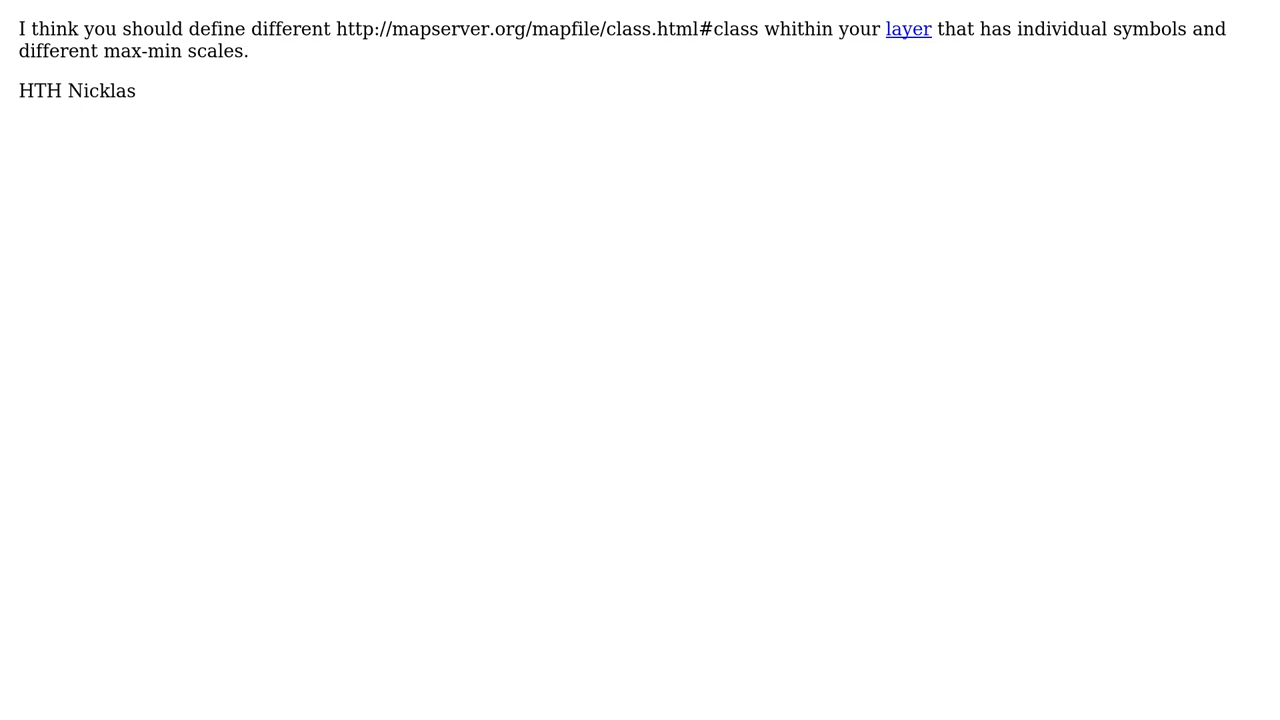 I think you should define different http://mapserver.org/mapfile/class.html#class whithin your layer that has individual symbols and
different max-min scales.
HTH Nicklas